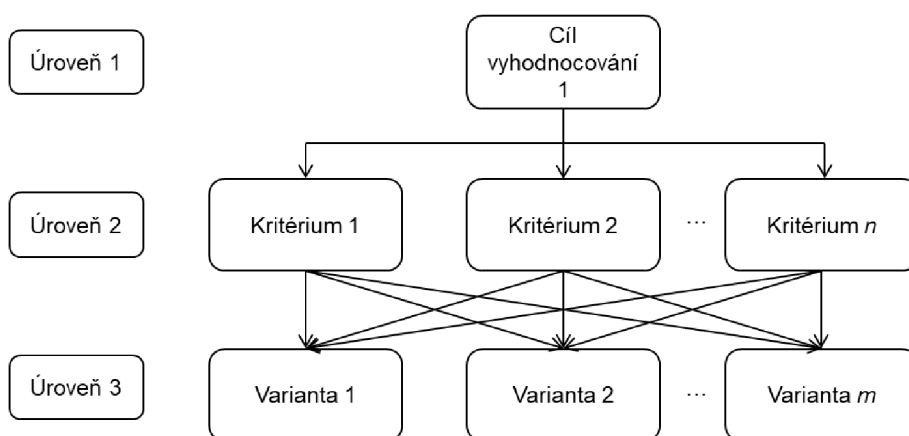 Úroveň 1
Cíl
vyhodnocování
1
Úroveň 2
Kritérium 1
Kritérium 2
...
Kritérium n
Úroveň 3
Varianta 1
Varianta 2
...
Varianta m